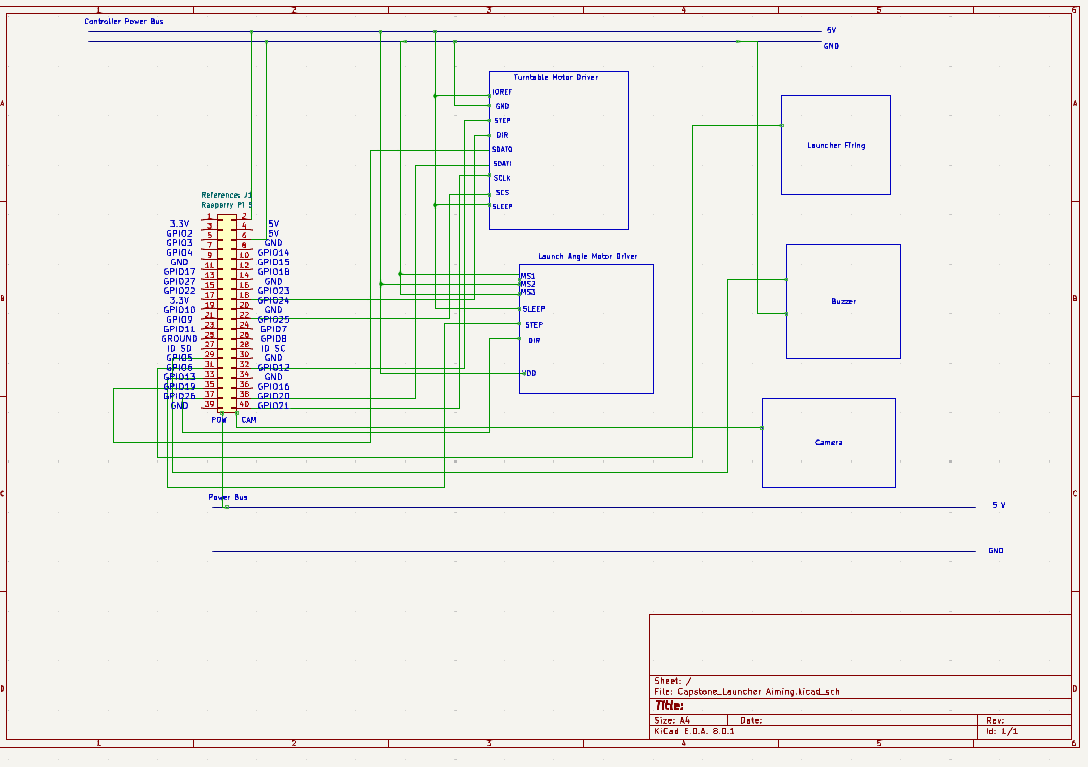 1 2 3 4 5 6
Controller Power Bus
5V
GND
Turntable Motor Driver
IOREF
GND
STEP
DIR
SDATO
SDATI
SCLK
SCS
SLEEP
Launcher Firing
A A
Reference: J1
Raspberry Pi 5
1 2
3.3V 3 4 5V
GPIO2 5 6 5V
GPIO3 7 8 GND
GPIO4 9 10 GPIO14
GND 11 12 GPIO15
GPIO17 13 14 GPIO18
GPIO27 15 16 GND
GPIO22 17 18 GPIO23
3.3V 19 20 GPIO24
GPIO10 21 22 GND
GPIO9 23 24 GPIO25
GPIO11 25 26 GPIO7
GROUND 27 28 GPIO8
ID SD 29 30 ID SC
GPIO5 31 32 GND
GPIO6 33 34 GPIO12
GPIO13 35 36 GND
GPIO19 37 38 GPIO16
GPIO26 39 40 GPIO20
GND GPIO21
POW CAM
Launch Angle Motor Driver
MS1
MS2
MS3
SLEEP
STEP
DIR
VDD
Buzzer
B B
Camera
Power Bus
5 V
GND
C C
D D
Sheet: /
File: Capstone_Launcher Aiming.kicad_sch
Title:
Size: A4 Date: Rev:
KiCad E.D.A. 8.0.1 Id: 1/1
1 2 3 4 5 6